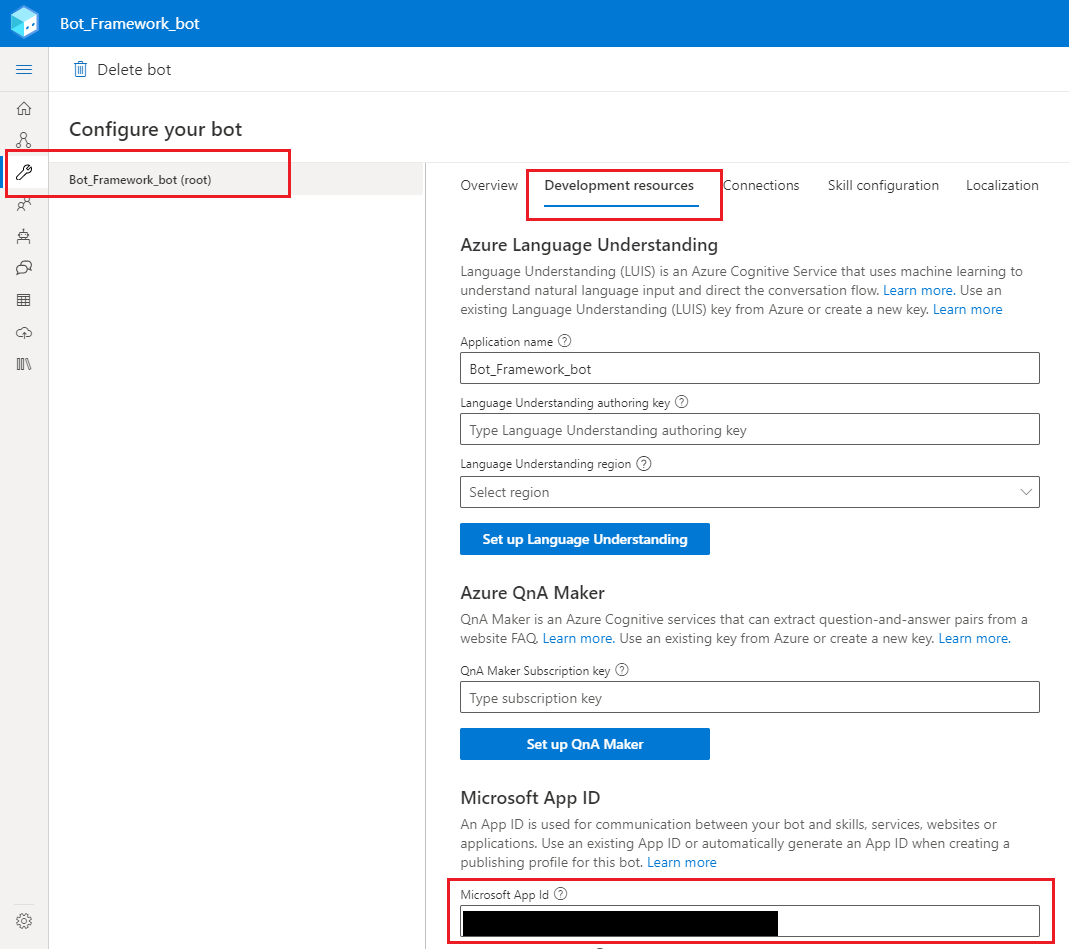 Bot_Framework_bot
Delete bot
Configure your bot
Bot_Framework_bot (root)
Overview
Development resources
Connections
Skill configuration
Localization
Azure Language Understanding
Language Understanding (LUIS) is an Azure Cognitive Service that uses machine learning to
understand natural language input and direct the conversation flow. Learn more. Use an
existing Language Understanding (LUIS) key from Azure or create a new key. Learn more
Application name ?
Bot_Framework_bot
Language Understanding authoring key ?
Type Language Understanding authoring key
Language Understanding region ?
Select region
Set up Language Understanding
Azure QnA Maker
QnA Maker is an Azure Cognitive services that can extract question-and-answer pairs from a
website FAQ. Learn more. Use an existing key from Azure or create a new key. Learn more.
QnA Maker Subscription key ?
Type subscription key
Set up QnA Maker
Microsoft App ID
An App ID is used for communication between your bot and skills, services, websites or
applications. Use an existing App ID or automatically generate an App ID when creating a
publishing profile for this bot. Learn more
Microsoft App Id ?